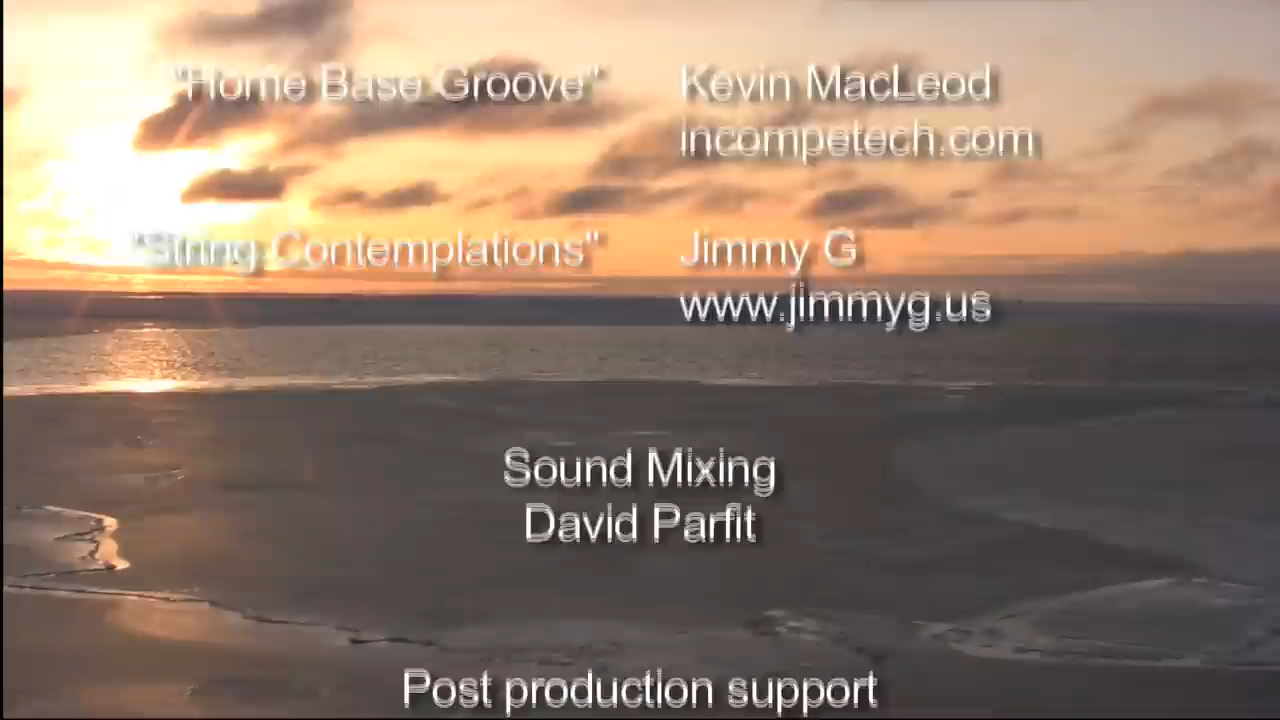 "Home Base Groove" Kevin MacLeod
incompetech.com
"String Contemplations" Jimmy G
www.jimmyg.us
Sound Mixing
David Parfit
Post production support